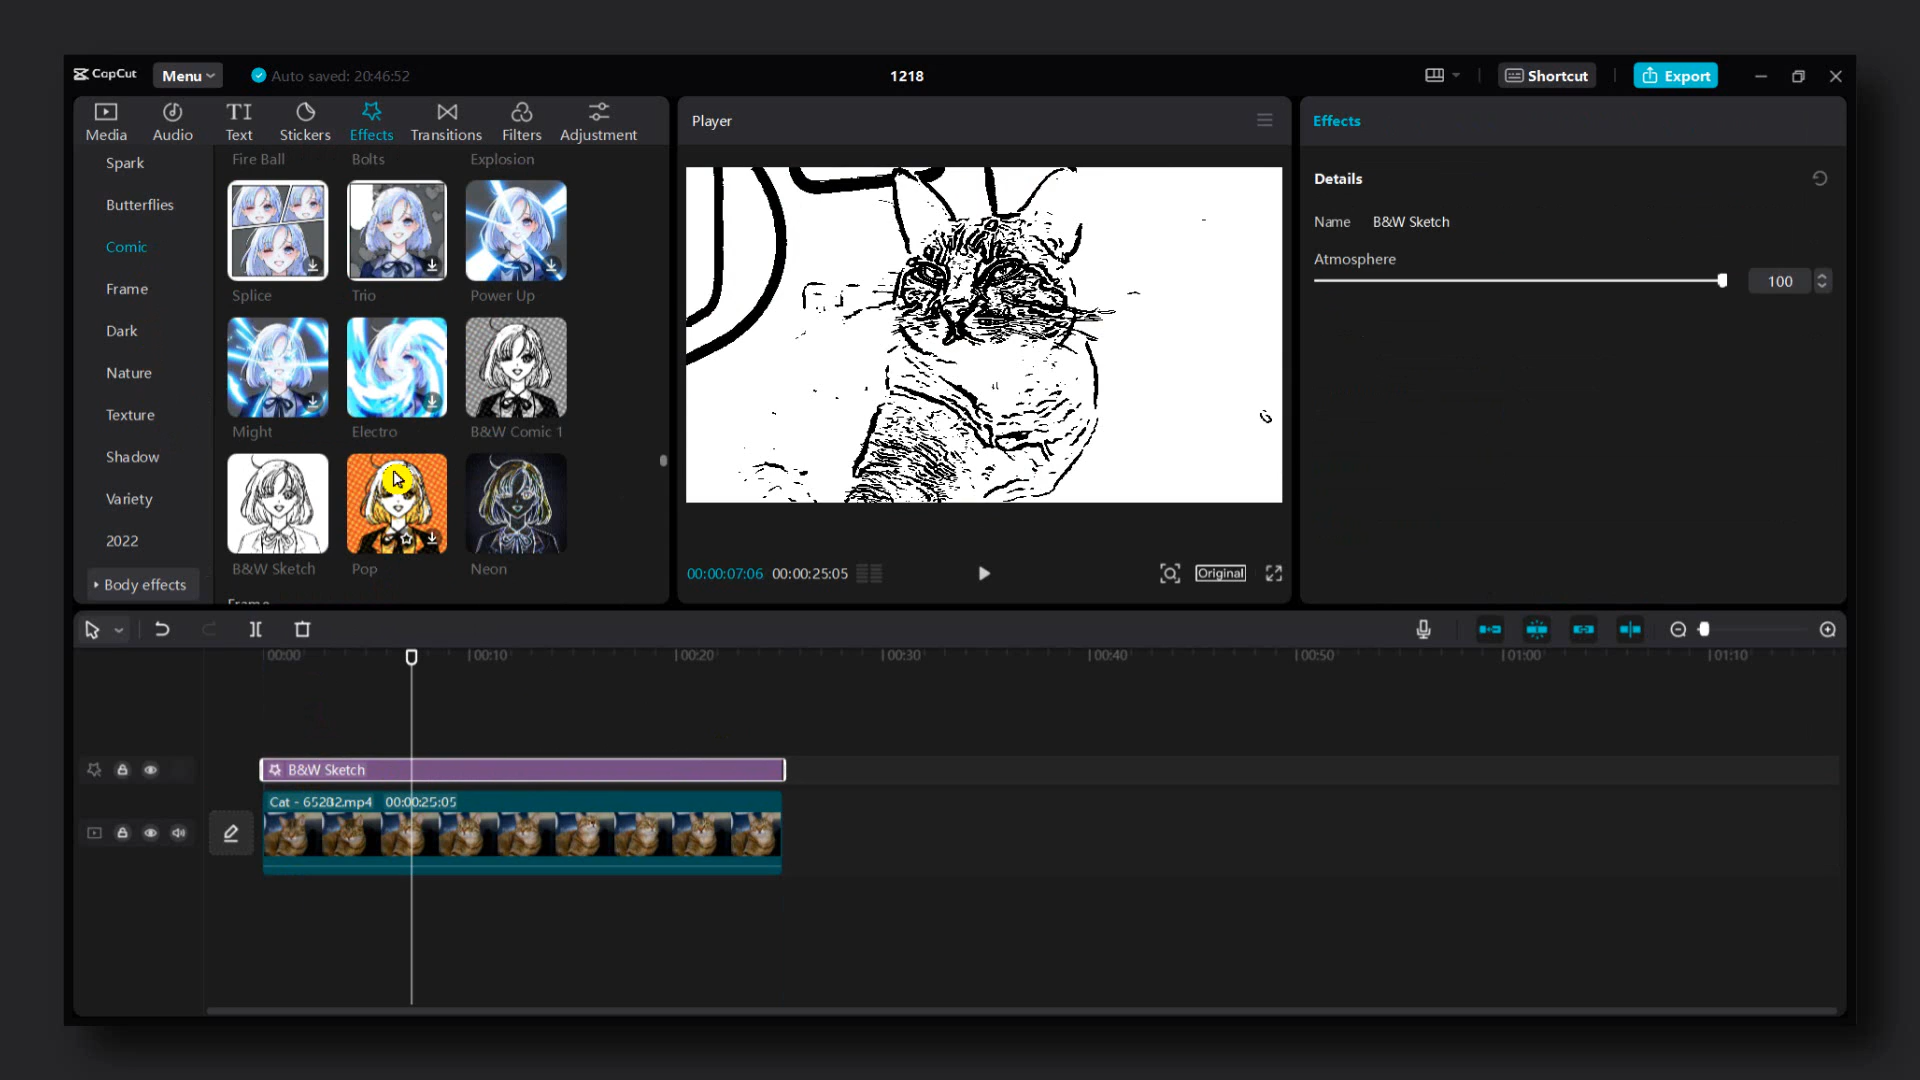 CapCut
Menu
Auto saved: 20:46:52
1218
Shortcut
Export
Media
Audio
Text
Stickers
Effects
Transitions
Filters
Adjustment
Player
Effects
Spark
Butterflies
Comic
Frame
Dark
Nature
Texture
Shadow
Variety
2022
Body effects
Fire Ball
Bolts
Explosion
Splice
Trio
Power Up
Might
Electro
B&W Comic 1
B&W Sketch
Pop
Neon
Frame
00:00:07:06 00:00:25:05
Original
Details
Name B&W Sketch
Atmosphere
100
00:00 00:10 00:20 00:30 00:40 00:50 01:00 01:10
B&W Sketch
Cat - 65282.mp4 00:00:25:05